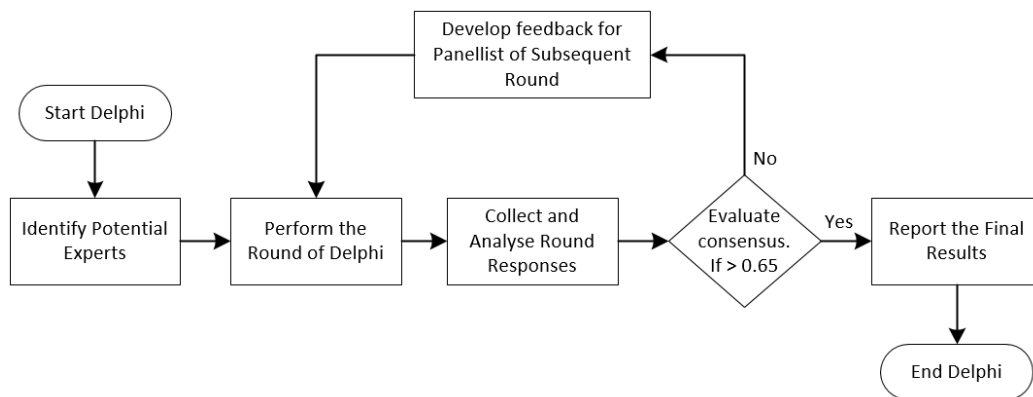 Develop feedback for
Panellist of Subsequent
Round
Start Delphi
No
Identify Potential
Experts
Perform the
Round of Delphi
Collect and
Analyse Round
Responses
Evaluate
consensus.
If > 0.65
Yes
Report the Final
Results
End Delphi